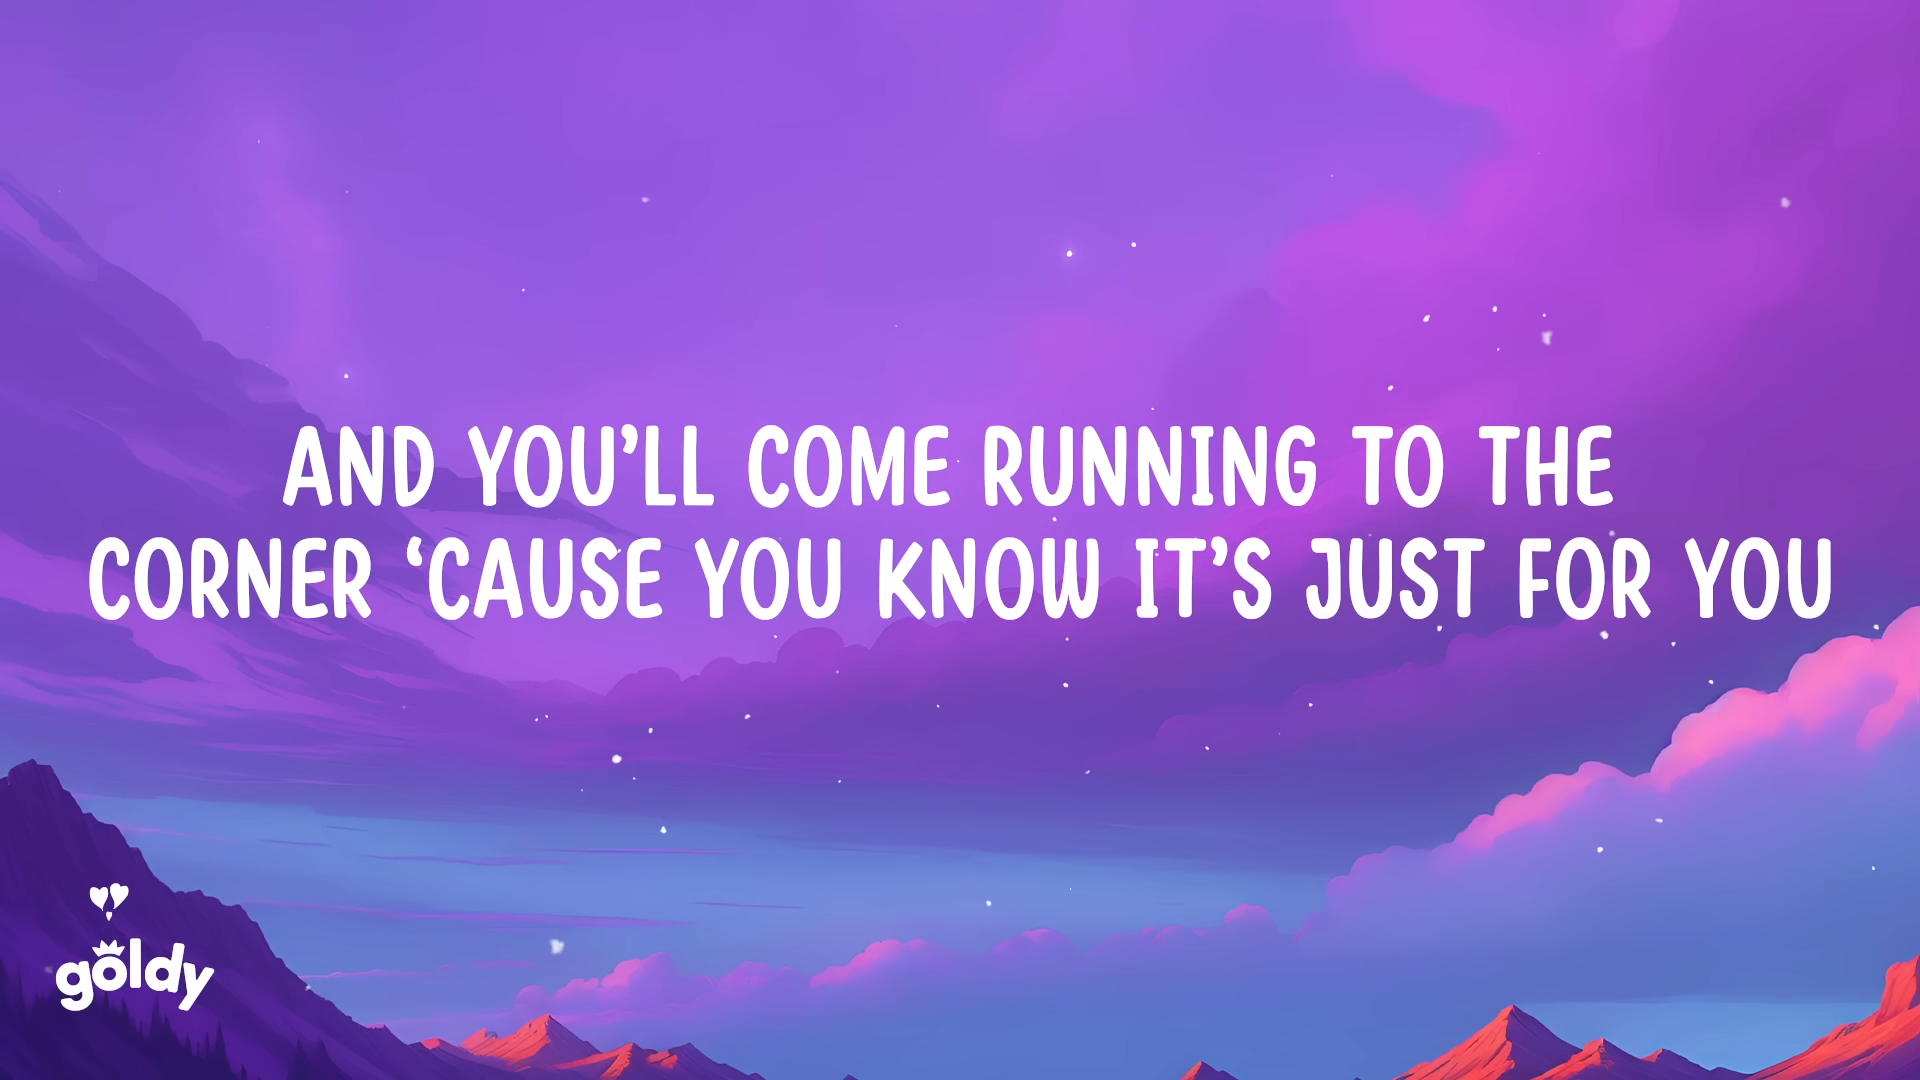 AND YOU’LL COME RUNNING TO THE
CORNER ‘CAUSE YOU KNOW IT’S JUST FOR YOU
goldy